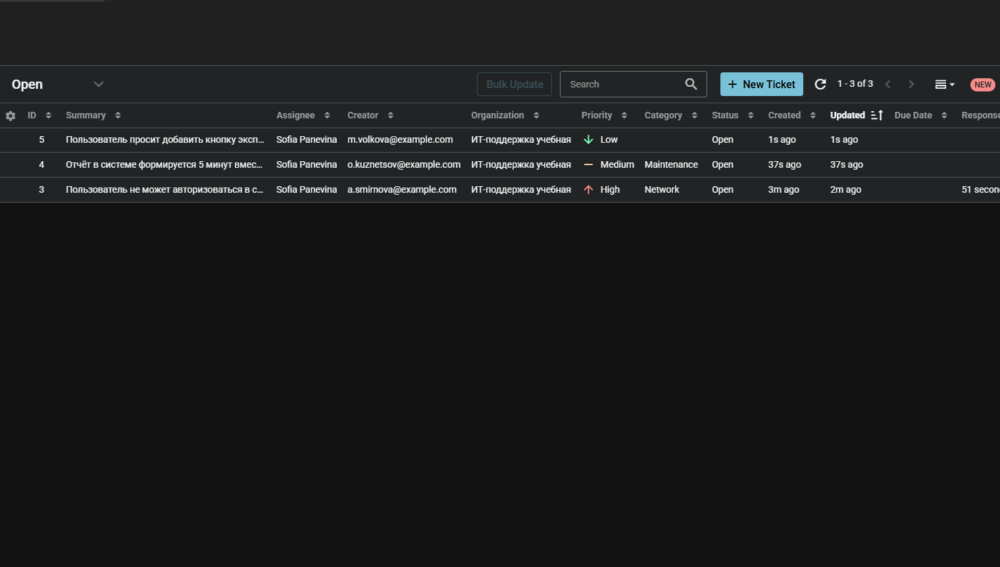 Open
Bulk Update Search + New Ticket 1 - 3 of 3 NEW
ID Summary Assignee Creator Organization Priority Category Status Created Updated Due Date Response
5 Пользователь просит добавить кнопку эксп... Sofia Panevina m.volkova@example.com ИТ-поддержка учебная Low Open 1s ago 1s ago
4 Отчёт в системе формируется 5 минут вмес... Sofia Panevina o.kuznetsov@example.com ИТ-поддержка учебная Medium Maintenance Open 37s ago 37s ago
3 Пользователь не может авторизоваться в с... Sofia Panevina a.smirnova@example.com ИТ-поддержка учебная High Network Open 3m ago 2m ago 51 secon